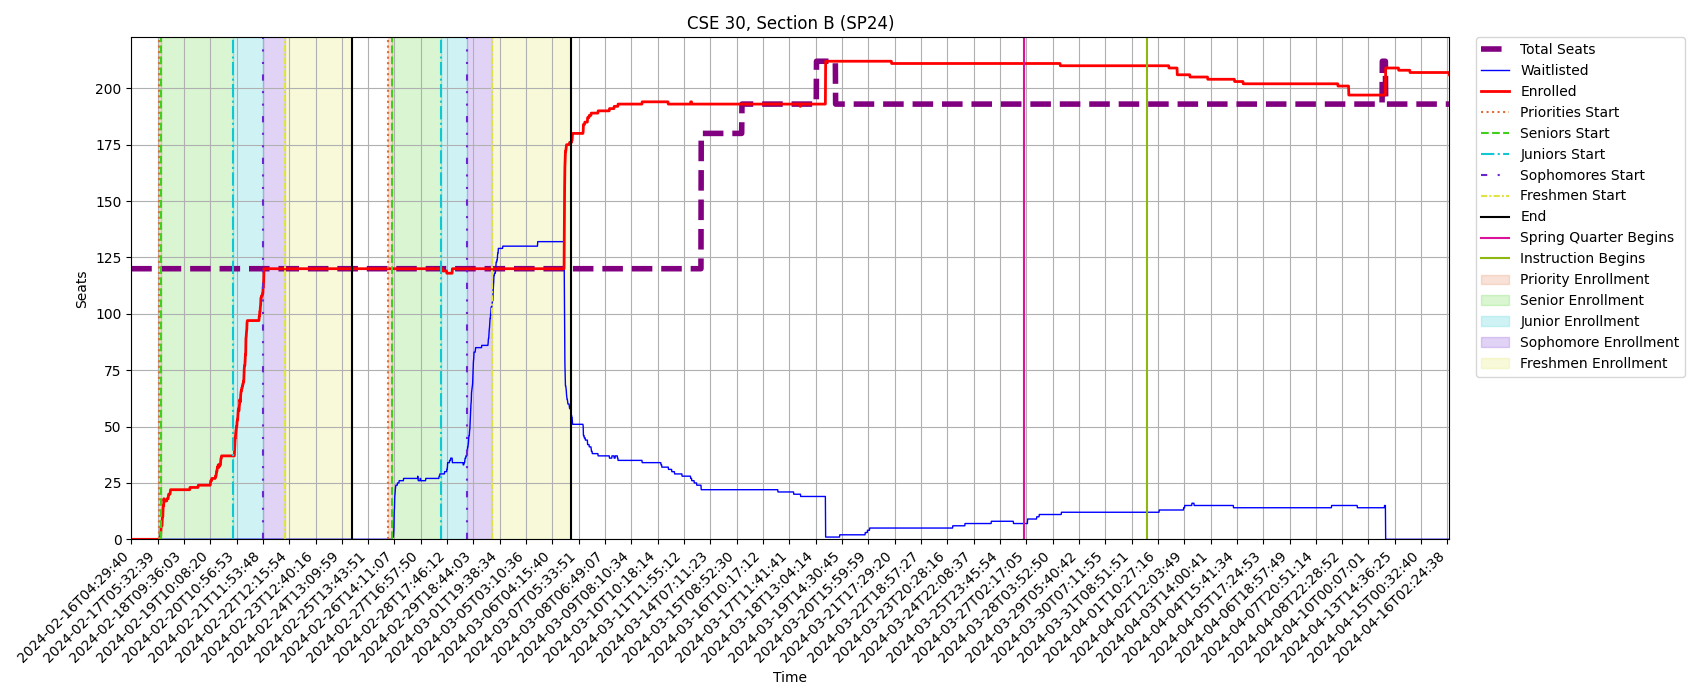 CSE 30, Section B (SP24)
Seats
200
175
150
125
100
75
50
25
0
2024-02-16T04:29:40
2024-02-17T05:32:39
2024-02-18T09:36:03
2024-02-19T10:08:20
2024-02-20T10:56:53
2024-02-21T11:53:48
2024-02-22T12:15:54
2024-02-23T12:40:16
2024-02-24T13:09:59
2024-02-25T13:43:51
2024-02-26T14:11:07
2024-02-27T16:57:50
2024-02-28T17:46:12
2024-02-29T18:44:03
2024-03-01T19:38:34
2024-03-05T03:10:36
2024-03-06T04:15:40
2024-03-07T05:33:51
2024-03-08T06:49:07
2024-03-09T08:10:34
2024-03-10T10:18:14
2024-03-11T11:55:12
2024-03-14T07:11:23
2024-03-15T08:52:30
2024-03-16T10:17:12
2024-03-17T11:41:41
2024-03-18T13:04:14
2024-03-19T14:30:45
2024-03-20T15:59:59
2024-03-21T17:29:20
2024-03-22T18:57:27
2024-03-23T20:28:16
2024-03-24T22:08:37
2024-03-25T23:45:54
2024-03-27T02:17:05
2024-03-28T03:52:50
2024-03-29T05:40:42
2024-03-30T07:11:55
2024-03-31T08:51:51
2024-04-01T10:27:16
2024-04-02T12:03:49
2024-04-03T14:00:41
2024-04-04T15:41:34
2024-04-05T17:24:53
2024-04-06T18:57:49
2024-04-07T20:51:14
2024-04-08T22:28:52
2024-04-10T00:07:01
2024-04-13T14:36:25
2024-04-15T00:32:40
2024-04-16T02:24:38
Time
Total Seats
Waitlisted
Enrolled
Priorities Start
Seniors Start
Juniors Start
Sophomores Start
Freshmen Start
End
Spring Quarter Begins
Instruction Begins
Priority Enrollment
Senior Enrollment
Junior Enrollment
Sophomore Enrollment
Freshmen Enrollment